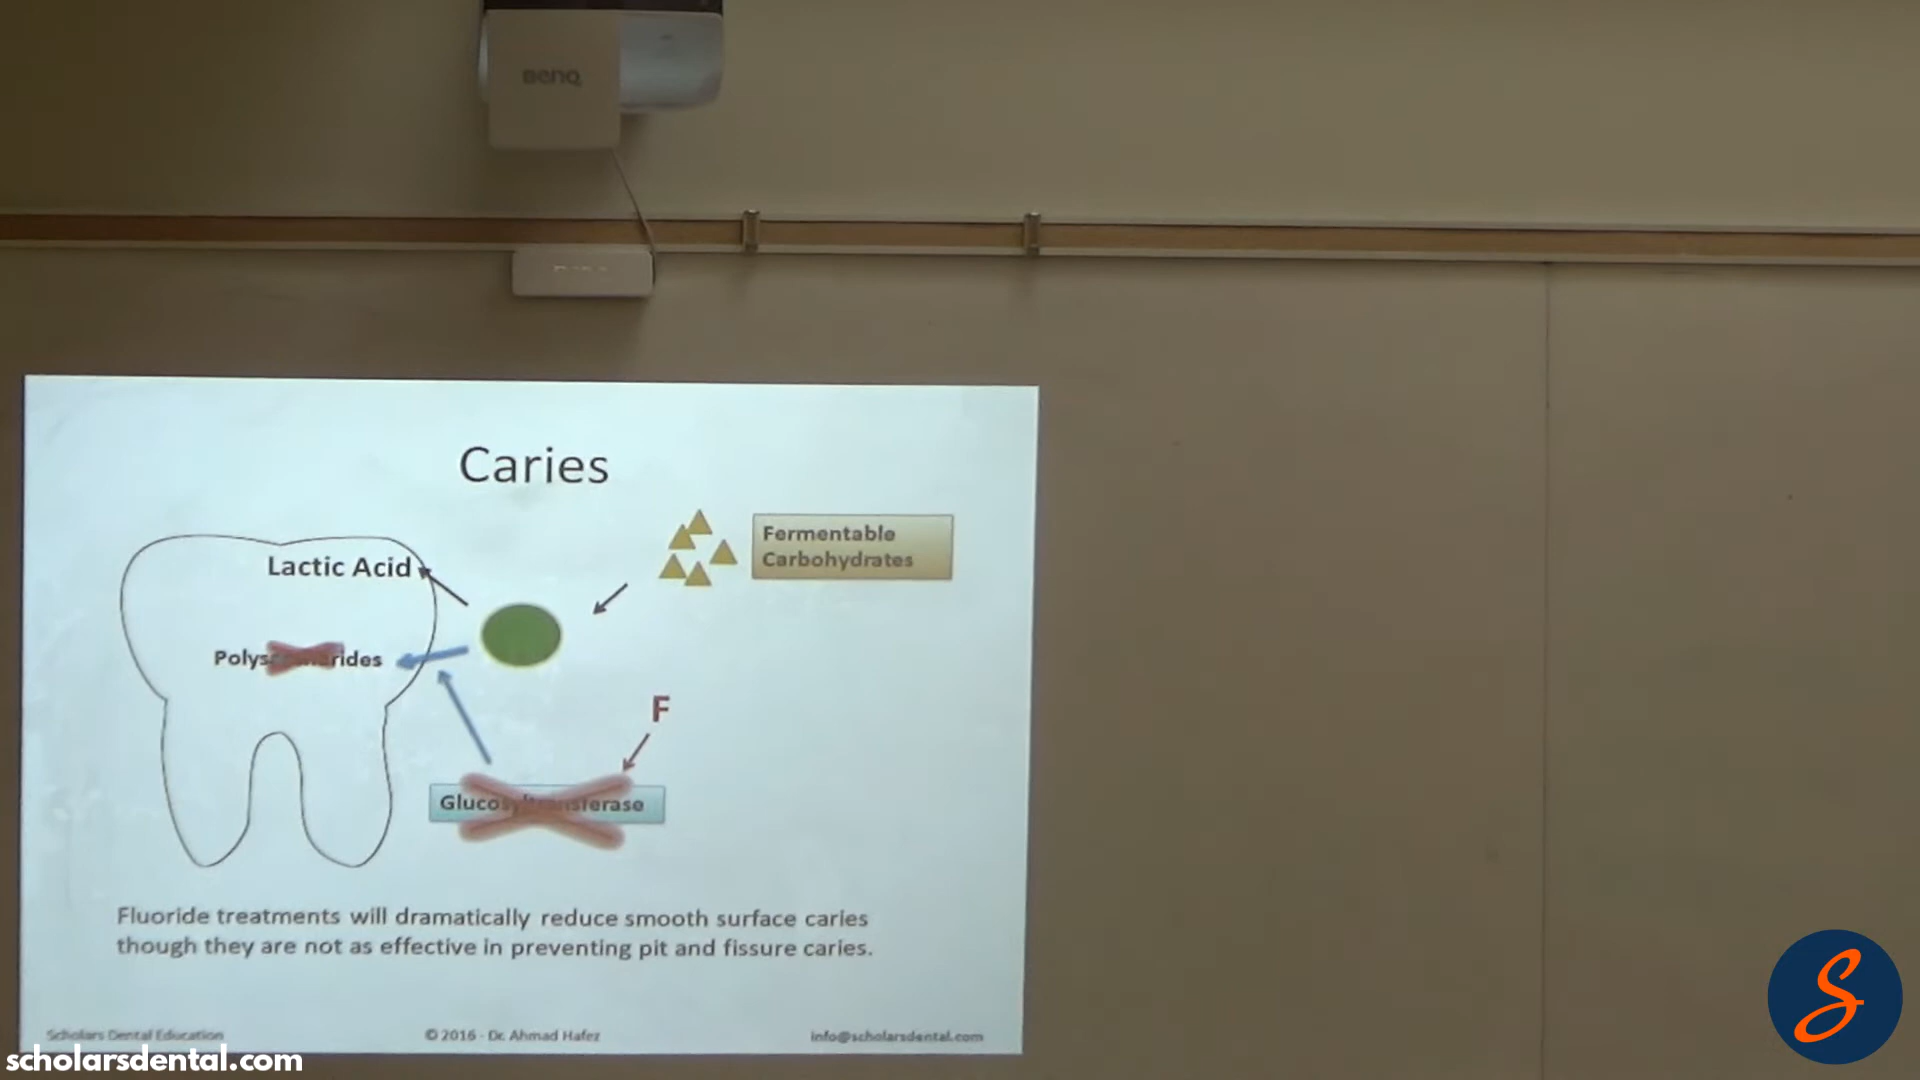 BenQ
Caries
Fermentable
Carbohydrates
Lactic Acid
F
Glucosyltransferase
Fluoride treatments will dramatically reduce smooth surface caries
though they are not as effective in preventing pit and fissure caries.
Scholars Dental Education
© 2016 - Dr. Ahmad Hafez
info@scholarsdental.com
scholarsdental.com
S